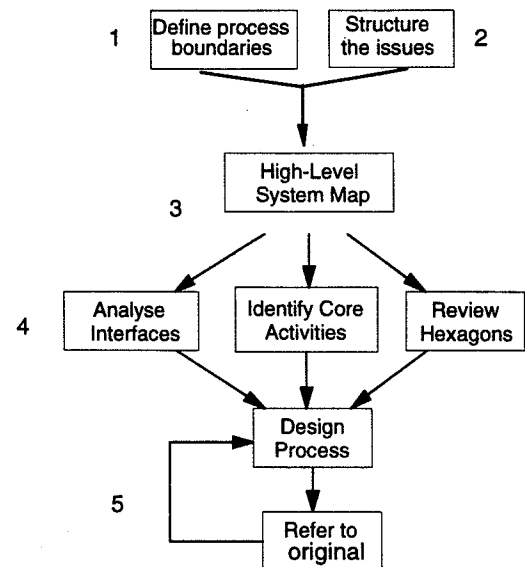 1
Define process
boundaries
Structure
the issues
2
High-Level
System Map
3
4
Analyse
Interfaces
Identify Core
Activities
Review
Hexagons
Design
Process
5
Refer to
original